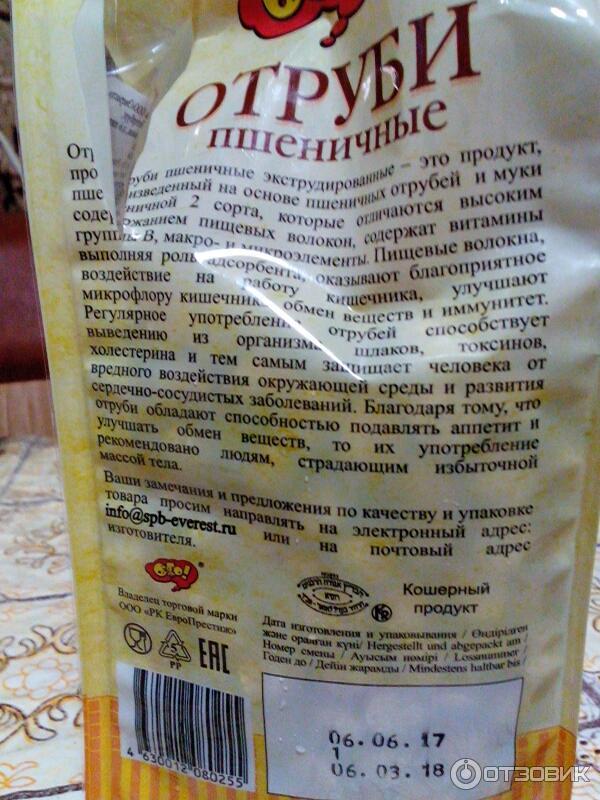 ОТРУБИ
пшеничные
Отруби пшеничные экструдированные – это продукт,
произведенный на основе пшеничных отрубей и муки
пшеничной 2 сорта, которые отличаются высоким
содержанием пищевых волокон, содержат витамины
группы В, макро- и микроэлементы. Пищевые волокна,
выполняя роль адсорбента, оказывают благоприятное
воздействие на работу кишечника, улучшают
микрофлору кишечника, обмен веществ и иммунитет.
Регулярное употребление отрубей способствует
выведению из организма шлаков, токсинов,
холестерина и тем самым защищает человека от
вредного воздействия окружающей среды и развития
сердечно-сосудистых заболеваний. Благодаря тому, что
отруби обладают способностью подавлять аппетит и
улучшать обмен веществ, то их употребление
рекомендовано людям, страдающим избыточной
массой тела.
Ваши замечания и предложения по качеству и упаковке
товара просим направлять на электронный адрес:
info@spb-everest.ru или на почтовый адрес
изготовителя.
Владелец торговой марки
ООО «РК ЕвроПрестиж»
Кошерный
продукт
5
PP
EAC
Дата изготовления и упаковывания / Өндірілген
және оралған күні / Hergestellt und abgepackt am /
Номер смены / Ауысым нөмірі / Lossnummer /
Годен до / Дейін жарамды / Mindestens haltbar bis /
06.06.17
1
06.03.18
4 630012 080255
ОТЗОВИК